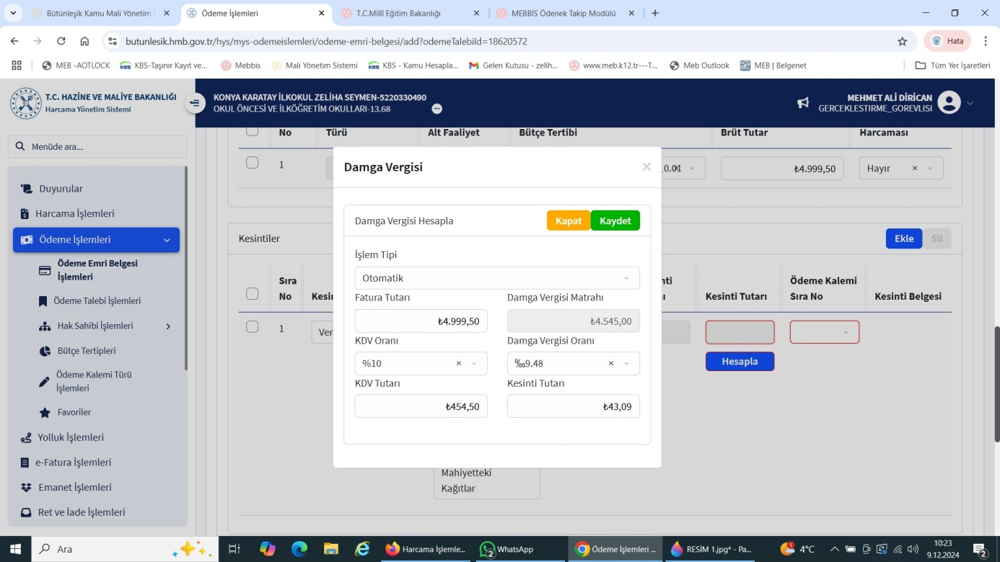 Bütünleşik Kamu Mali Yönetim
Ödeme İşlemleri
T.C.Millî Eğitim Bakanlığı
MEBBİS Ödenek Takip Modülü
butunlesik.hmb.gov.tr/hys/mys-odemeislemleri/odeme-emri-belgesi/add?odemeTalebiId=18620572
Hata
MEB -AOTLOCK
KBS-Taşınır Kayıt ve...
Mebbis
Mali Yönetim Sistemi
KBS - Kamu Hesapla...
Gelen Kutusu - zelih...
www.meb.k12.tr---T...
Meb Outlook
MEB | Belgenet
Tüm Yer İşaretleri
T.C. HAZİNE VE MALİYE BAKANLIĞI
Harcama Yönetim Sistemi
KONYA KARATAY İLKOKUL ZELİHA SEYMEN-5220330490
OKUL ÖNCESİ VE İLKÖĞRETİM OKULLARI-13.68
MEHMET ALİ DİRİCAN
GERCEKLESTIRME_GOREVLISI
Menüde ara...
Duyurular
Harcama İşlemleri
Ödeme İşlemleri
Ödeme Emri Belgesi
İşlemleri
Ödeme Talebi İşlemleri
Hak Sahibi İşlemleri
Bütçe Tertipleri
Ödeme Kalemi Türü
İşlemleri
Favoriler
Yolluk İşlemleri
e-Fatura İşlemleri
Emanet İşlemleri
Ret ve İade İşlemleri
No
Türü
Alt Faaliyet
Bütçe Tertibi
Brüt Tutar
Harcaması
1
.0.01
₺4.999,50
Hayır
Kesintiler
Ekle
Sil
Sıra
No
Kesin
nti
Kesinti Tutarı
Ödeme Kalemi
Sıra No
Kesinti Belgesi
1
Ver
Hesapla
Mahiyetteki
Kağıtlar
Damga Vergisi
Damga Vergisi Hesapla
Kapat
Kaydet
İşlem Tipi
Otomatik
Fatura Tutarı
Damga Vergisi Matrahı
₺4.999,50
₺4.545,00
KDV Oranı
Damga Vergisi Oranı
%10
‰9.48
KDV Tutarı
Kesinti Tutarı
₺454,50
₺43,09
Ara
Harcama İşlemle...
2
WhatsApp
Ödeme İşlemleri ...
RESİM 1.jpg* - Pa...
4°C
10:23
9.12.2024
2